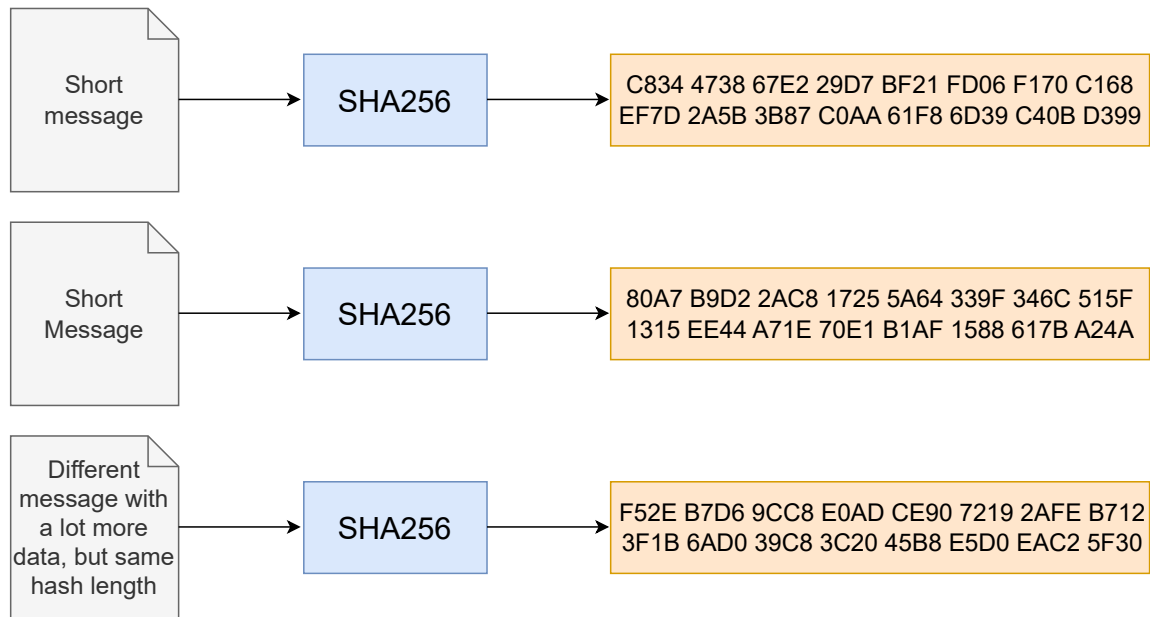 Short
message
SHA256
C834 4738 67E2 29D7 BF21 FD06 F170 C168
EF7D 2A5B 3B87 C0AA 61F8 6D39 C40B D399
Short
Message
SHA256
80A7 B9D2 2AC8 1725 5A64 339F 346C 515F
1315 EE44 A71E 70E1 B1AF 1588 617B A24A
Different
message with
a lot more
data, but same
hash length
SHA256
F52E B7D6 9CC8 E0AD CE90 7219 2AFE B712
3F1B 6AD0 39C8 3C20 45B8 E5D0 EAC2 5F30